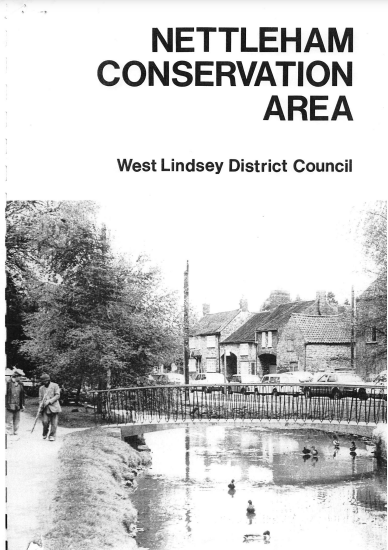 NETTLEHAM
CONSERVATION
AREA
West Lindsey District Council